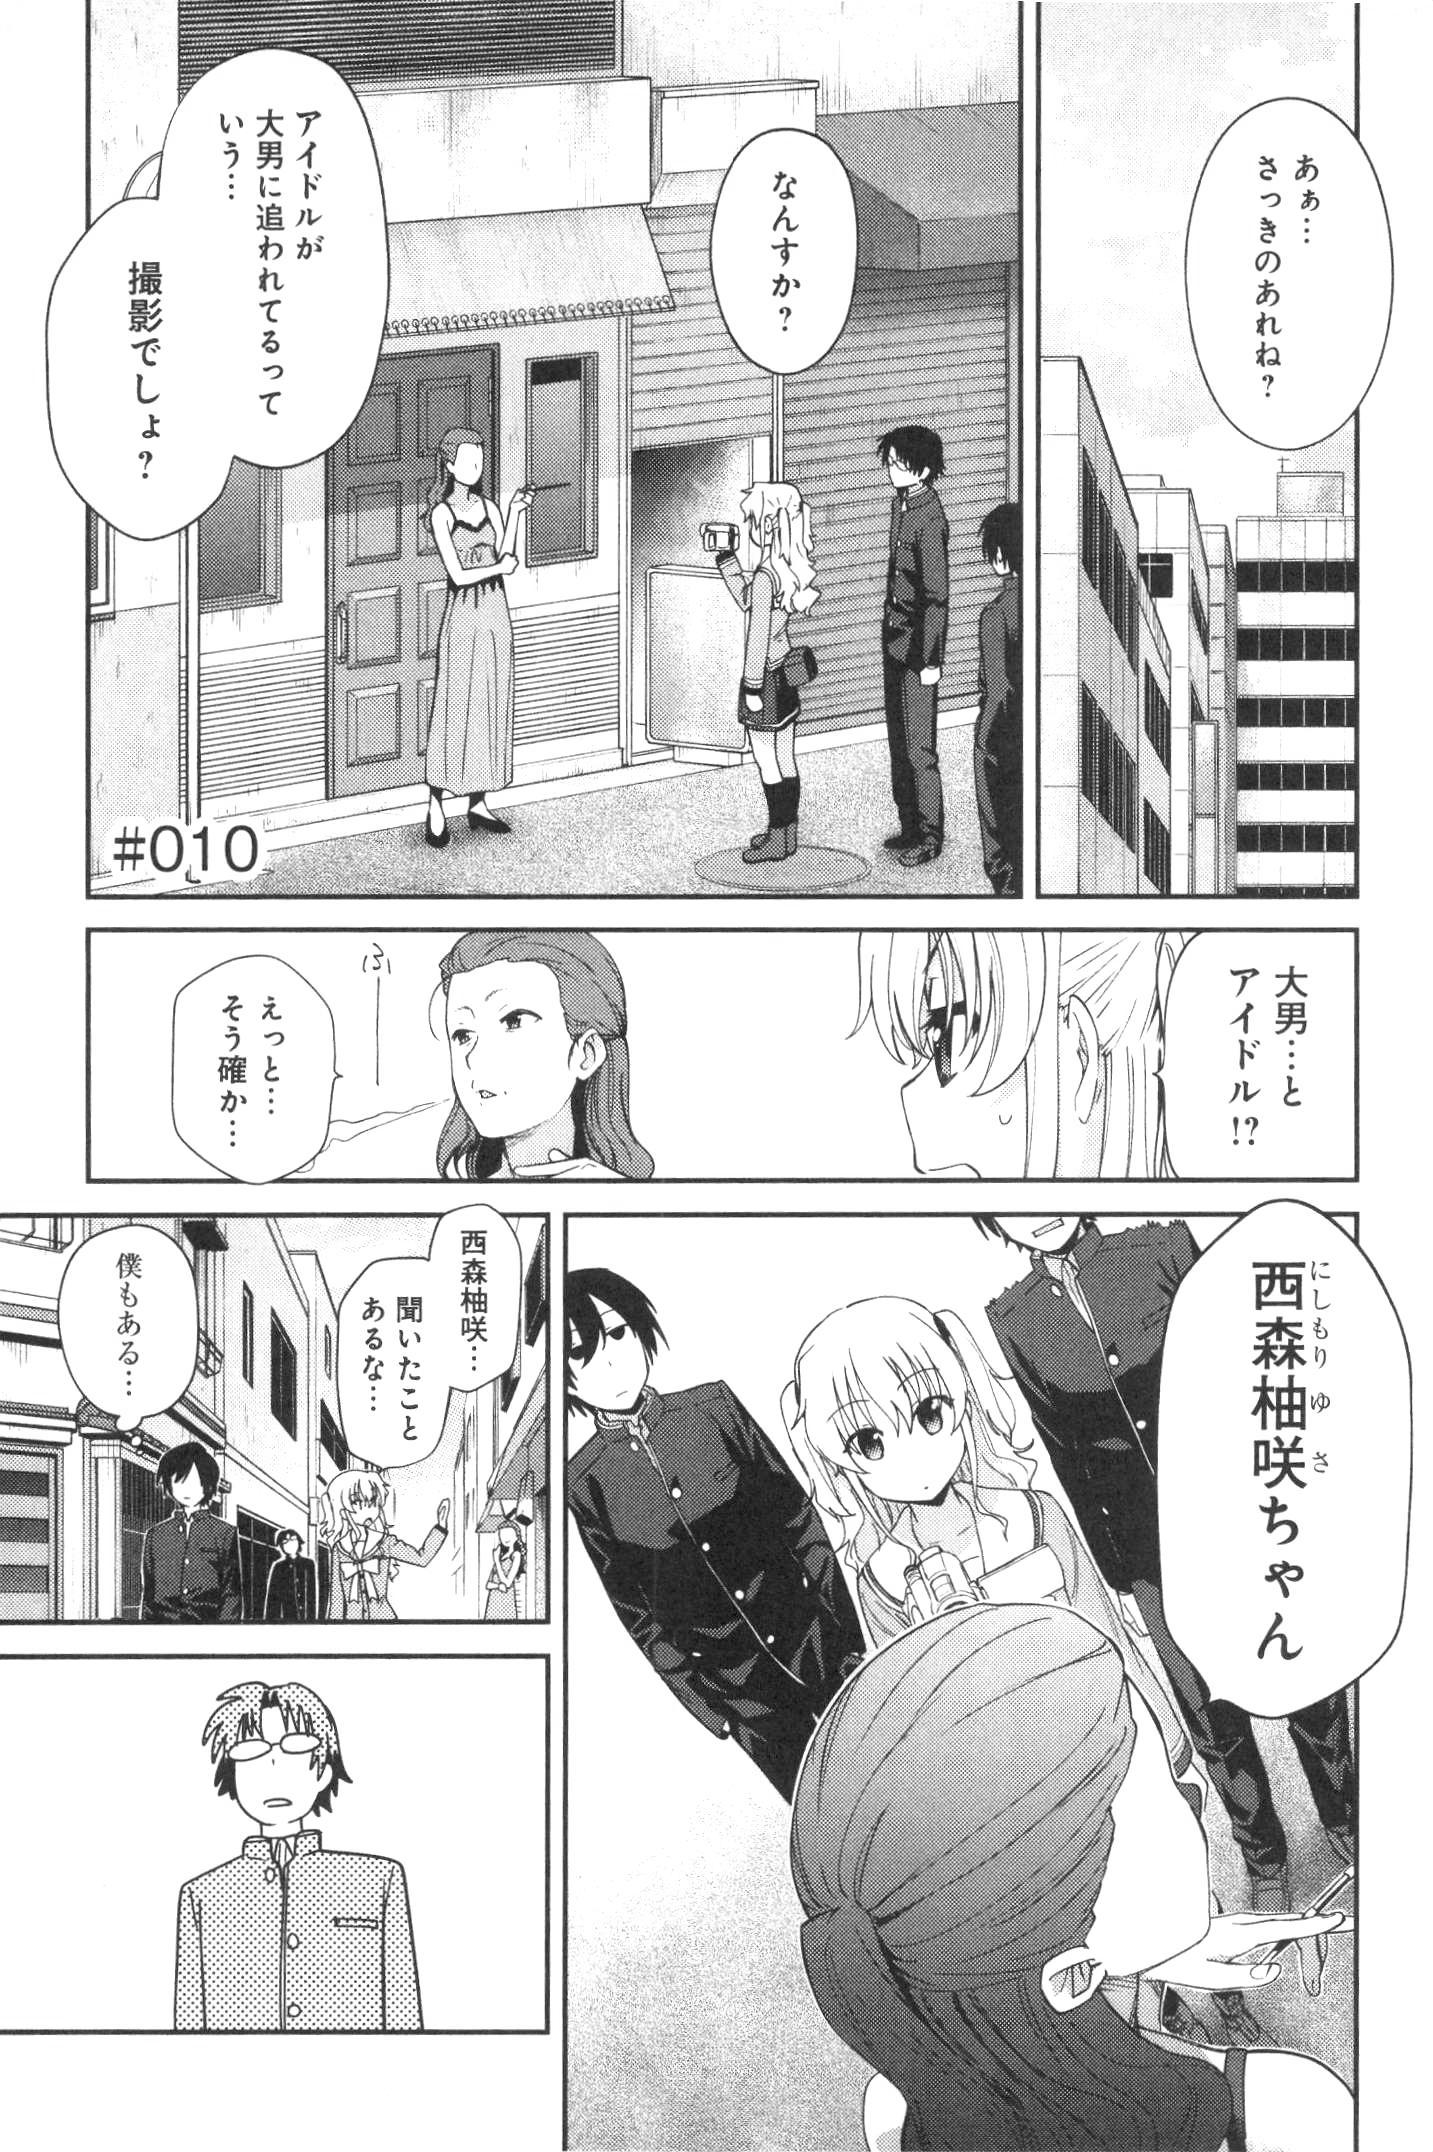 あぁ…
さっきのあれね?
なんすか?
アイドルが
大男に追われてるって
いう…
撮影でしょ?
#010
大男…と
アイドル!?
ふー
えっと…
そう確か…
西森柚咲ちゃん
にしもりゆさ
西森柚咲…
聞いたこと
あるな…
僕もある…